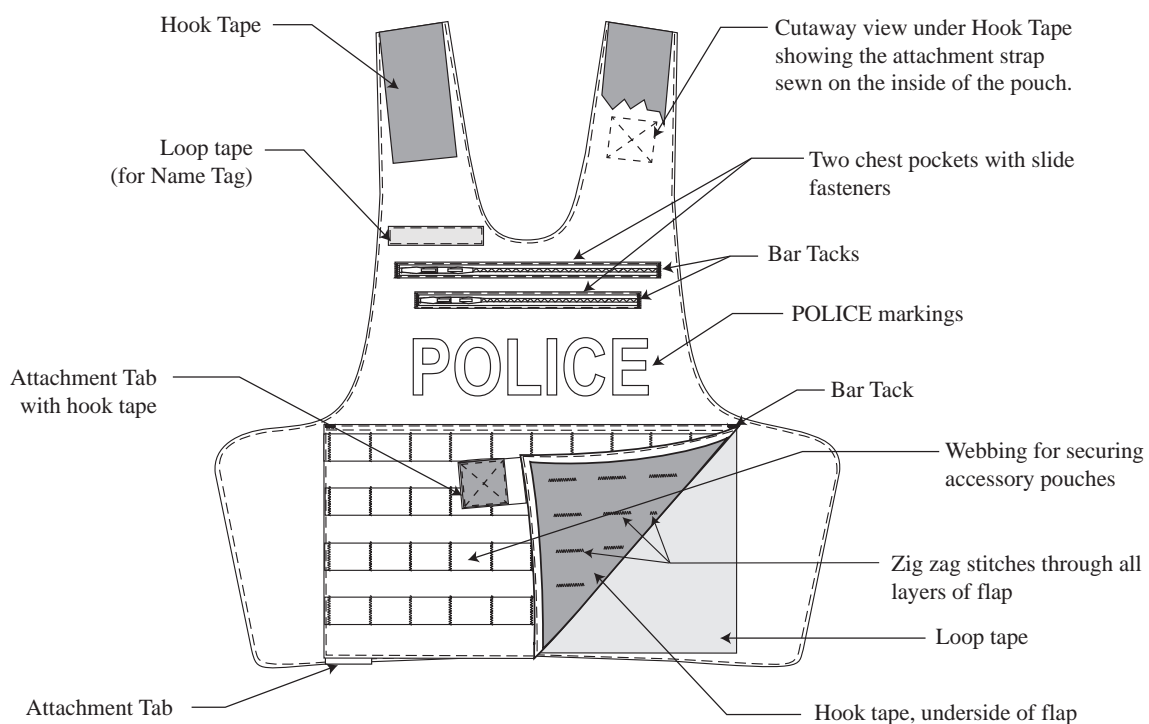 Hook Tape
Cutaway view under Hook Tape
showing the attachment strap
sewn on the inside of the pouch.
Loop tape
(for Name Tag)
Two chest pockets with slide
fasteners
Bar Tacks
POLICE markings
POLICE
Attachment Tab
with hook tape
Bar Tack
Webbing for securing
accessory pouches
Zig zag stitches through all
layers of flap
Loop tape
Attachment Tab
Hook tape, underside of flap